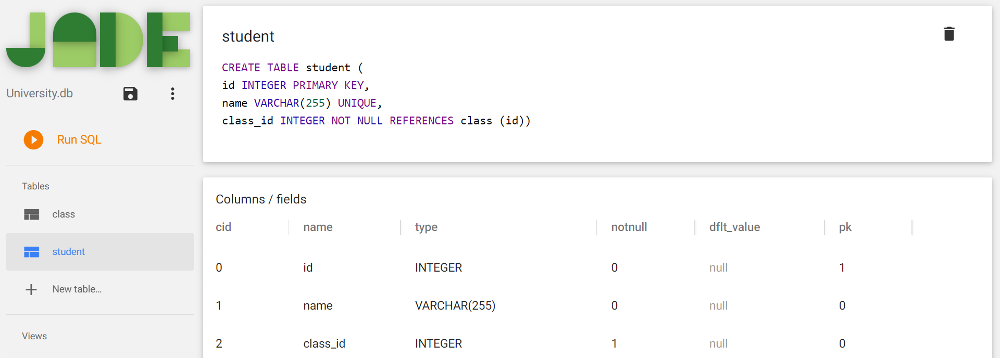 JADE
University.db
Run SQL
Tables
class
student
New table...
Views
student
CREATE TABLE student (
id INTEGER PRIMARY KEY,
name VARCHAR(255) UNIQUE,
class_id INTEGER NOT NULL REFERENCES class (id))
Columns / fields
cid name type notnull dflt_value pk
0 id INTEGER 0 null 1
1 name VARCHAR(255) 0 null 0
2 class_id INTEGER 1 null 0